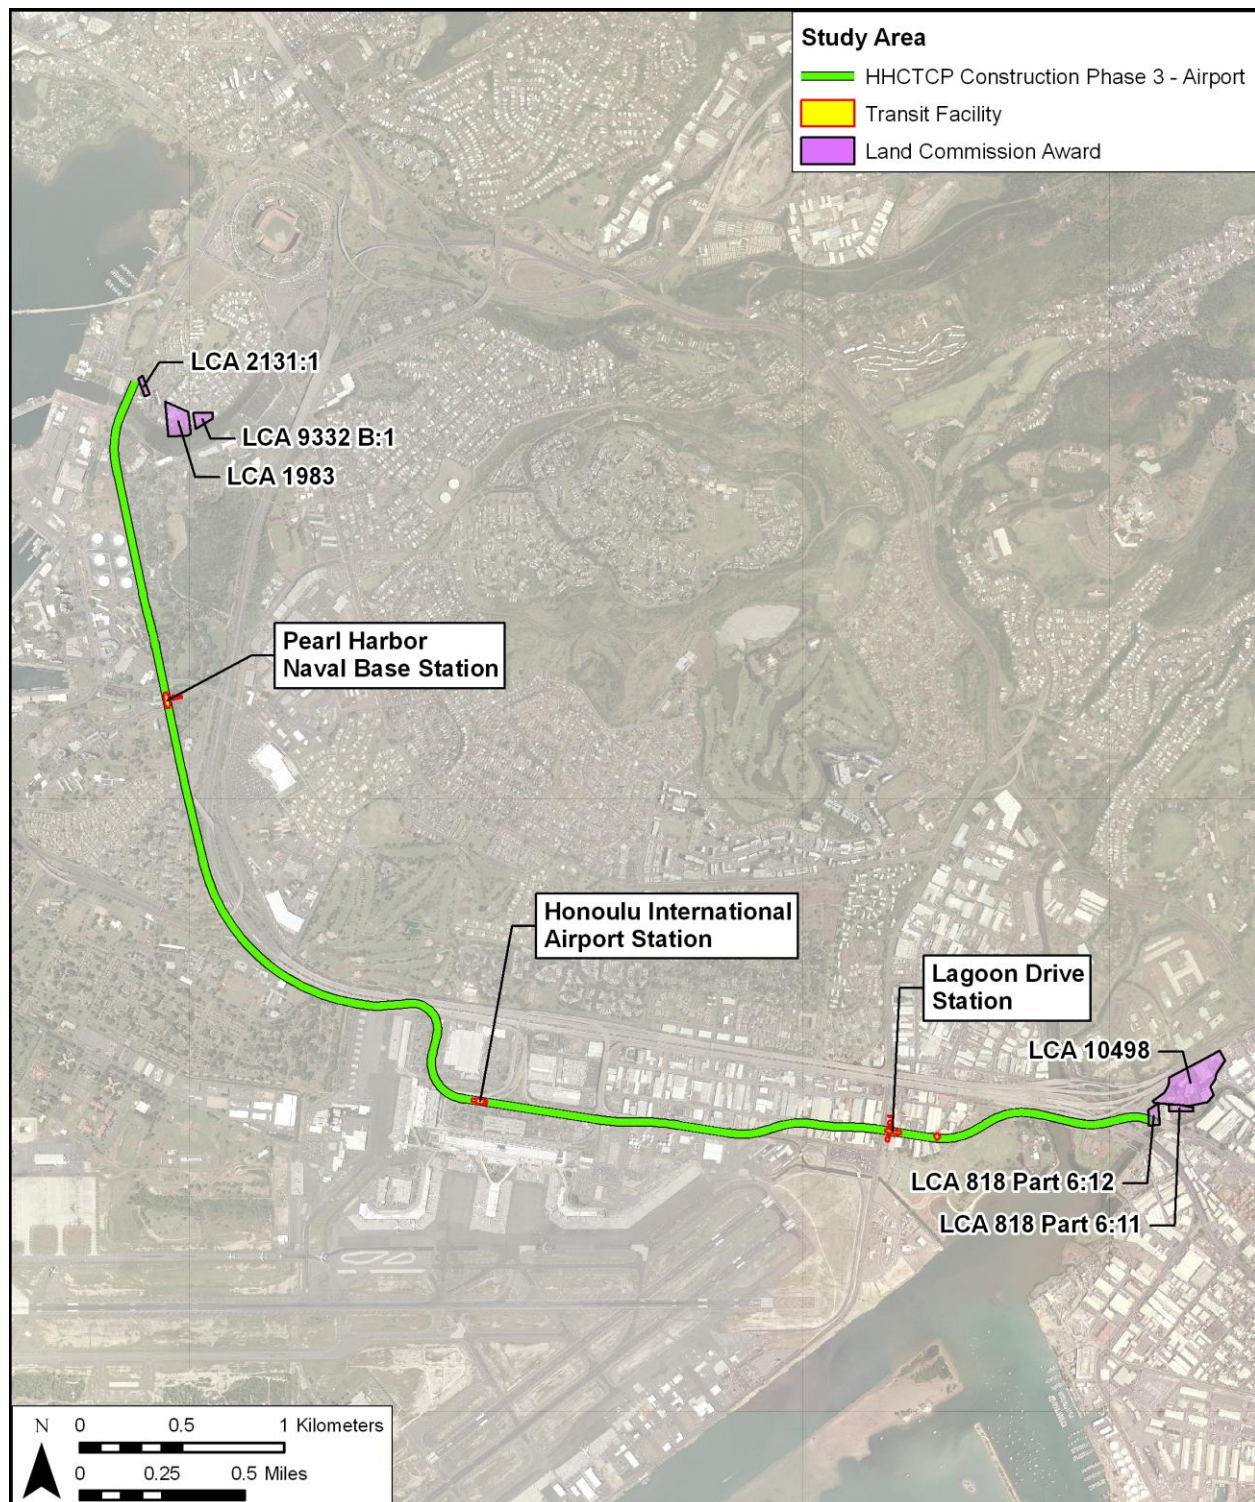 Study Area
HHCTCP Construction Phase 3 - Airport
Transit Facility
Land Commission Award
LCA 2131:1
LCA 9332 B:1
LCA 1983
Pearl Harbor
Naval Base Station
Honoulu International
Airport Station
Lagoon Drive
Station
LCA 10498
LCA 818 Part 6:12
LCA 818 Part 6:11
N
0 0.5 1 Kilometers
0 0.25 0.5 Miles